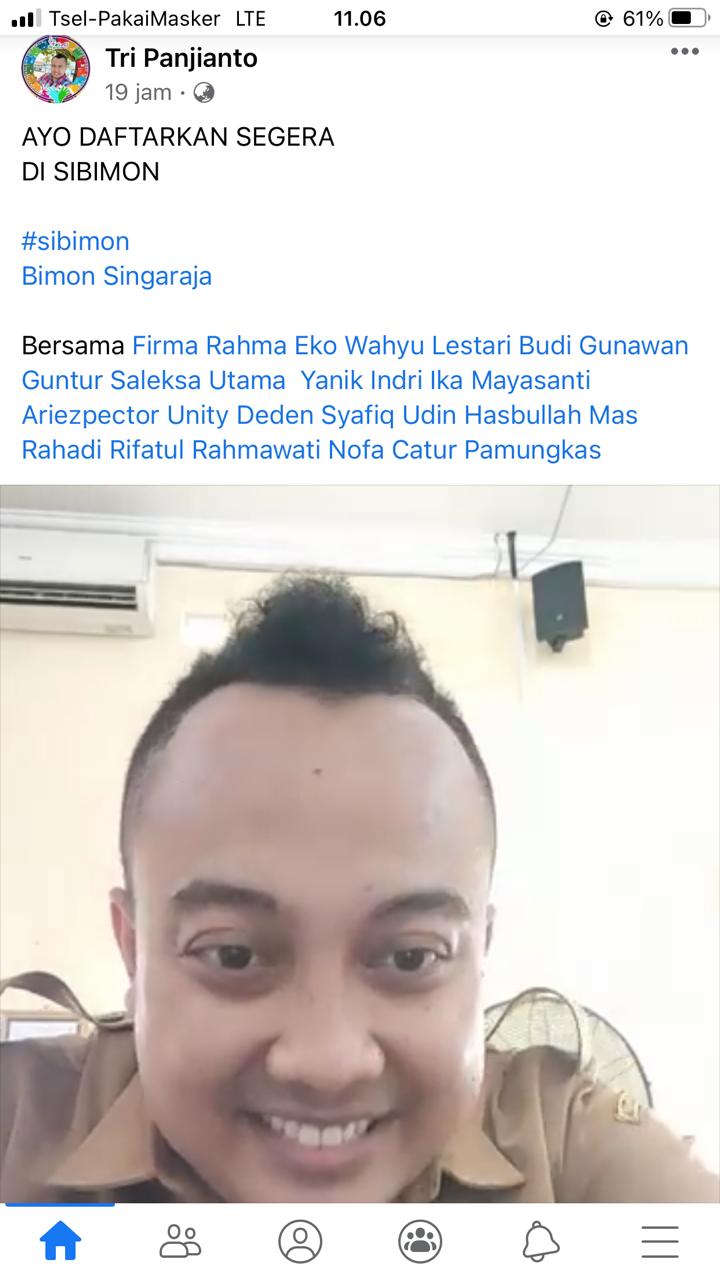 Tsel-PakaiMasker LTE 11.06 61%
Tri Panjianto
19 jam ·
AYO DAFTARKAN SEGERA
DI SIBIMON
#sibimon
Bimon Singaraja
Bersama Firma Rahma Eko Wahyu Lestari Budi Gunawan
Guntur Saleksa Utama Yanik Indri Ika Mayasanti
Ariezpector Unity Deden Syafiq Udin Hasbullah Mas
Rahadi Rifatul Rahmawati Nofa Catur Pamungkas